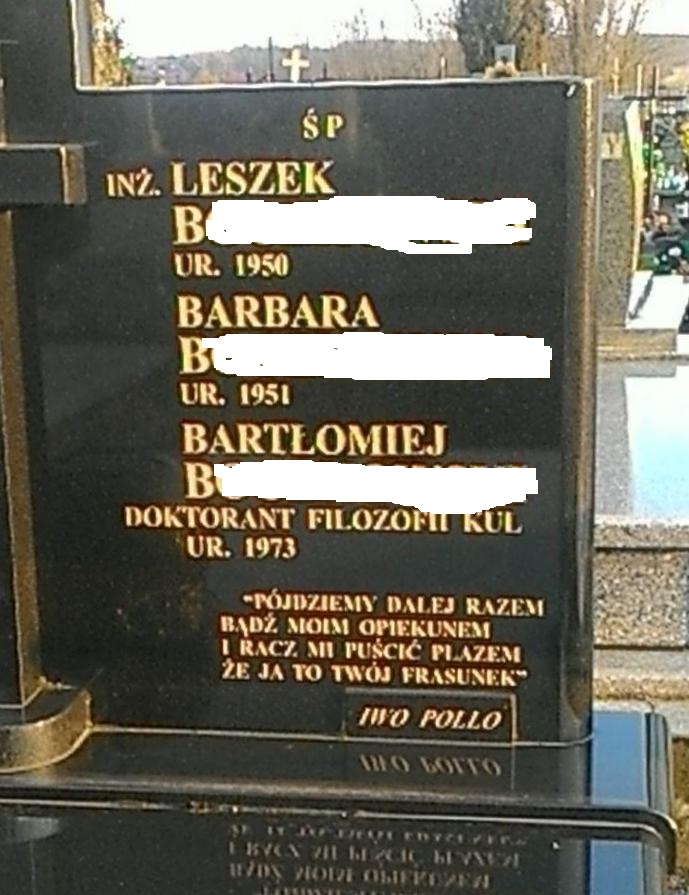 ŚP
INŻ. LESZEK
UR. 1950
BARBARA
UR. 1951
BARTŁOMIEJ
DOKTORANT FILOZOFII KUL
UR. 1973
"PÓJDZIEMY DALEJ RAZEM
BĄDŹ MOIM OPIEKUNEM
I RACZ MI PUŚCIĆ PLAZEM
ŻE JA TO TWÓJ FRASUNEK"
IWO POLLO